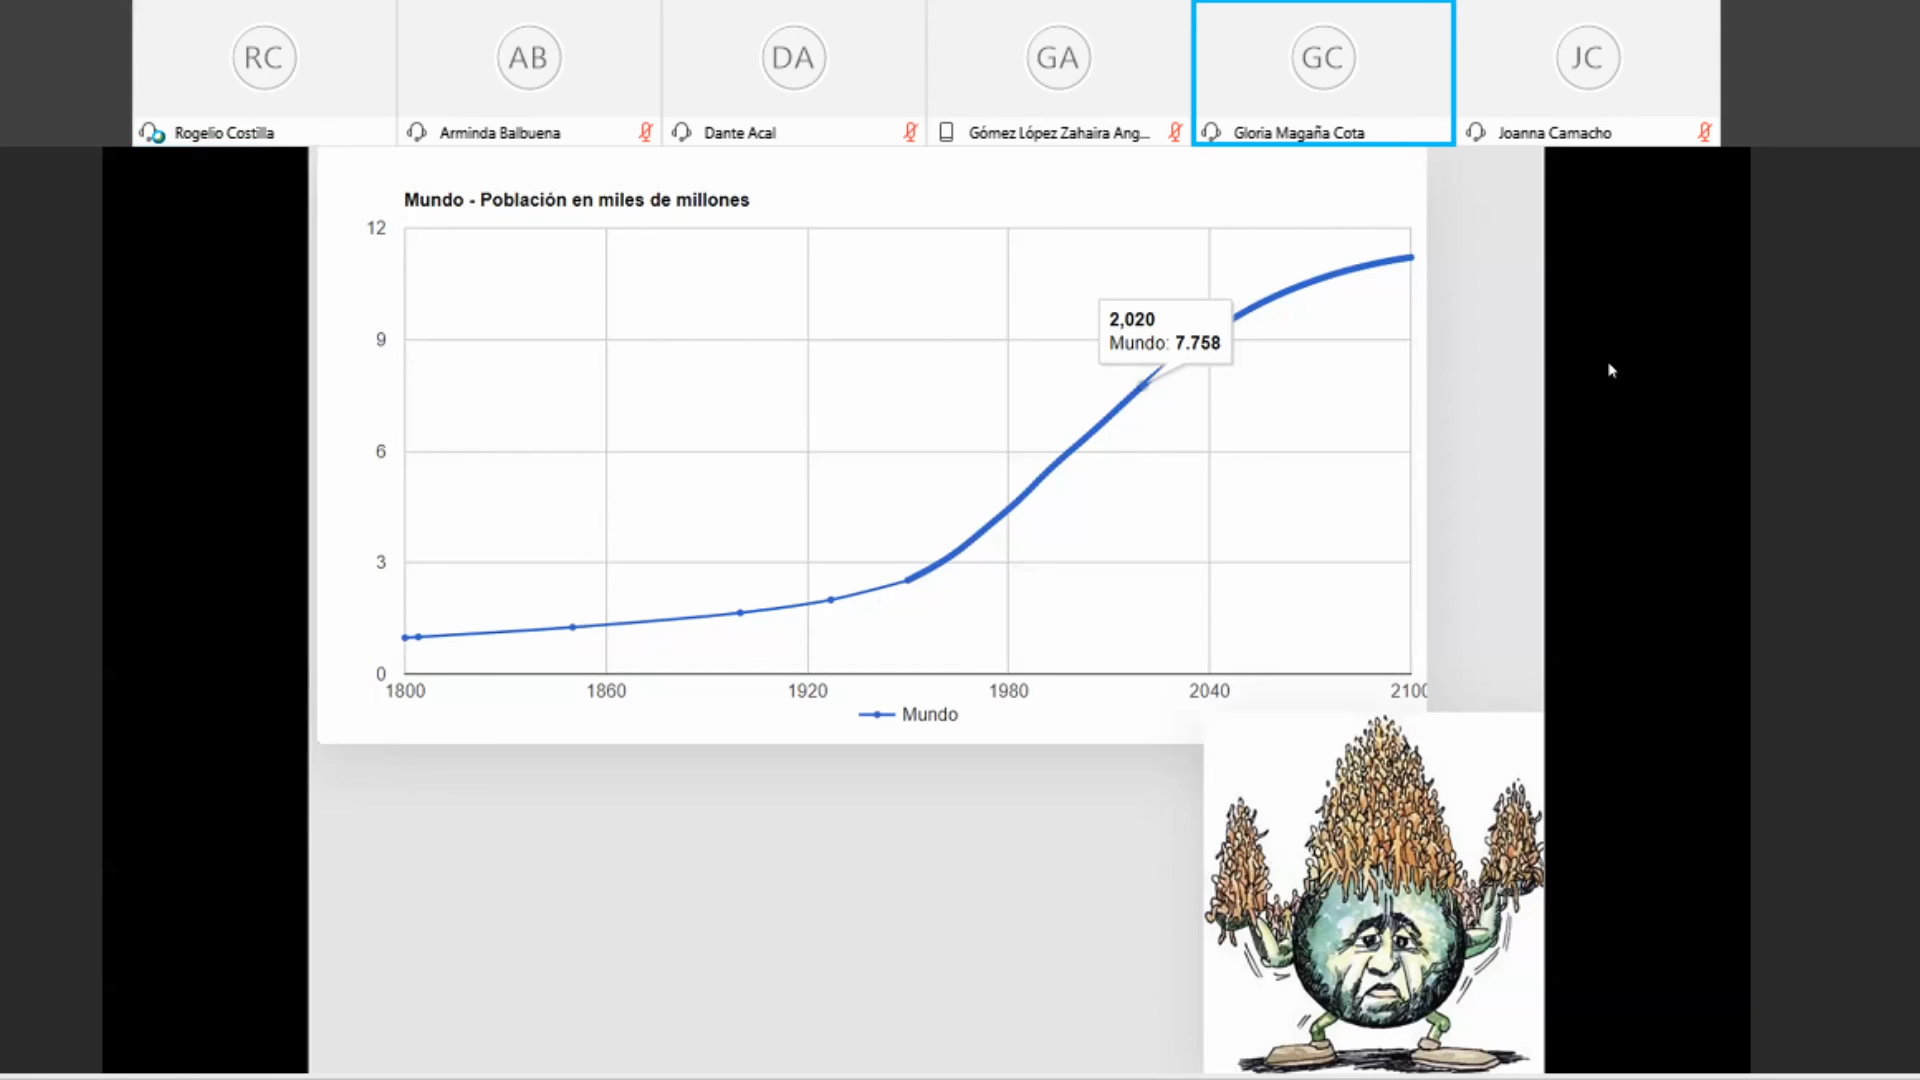 RC
AB
DA
GA
GC
JC
Rogelio Costilla
Arminda Balbuena
Dante Acal
Gómez López Zahaira Ang...
Gloria Magaña Cota
Joanna Camacho
Mundo - Población en miles de millones
12
9
6
3
0
2,020
Mundo: 7.758
1800
1860
1920
1980
2040
2100
Mundo